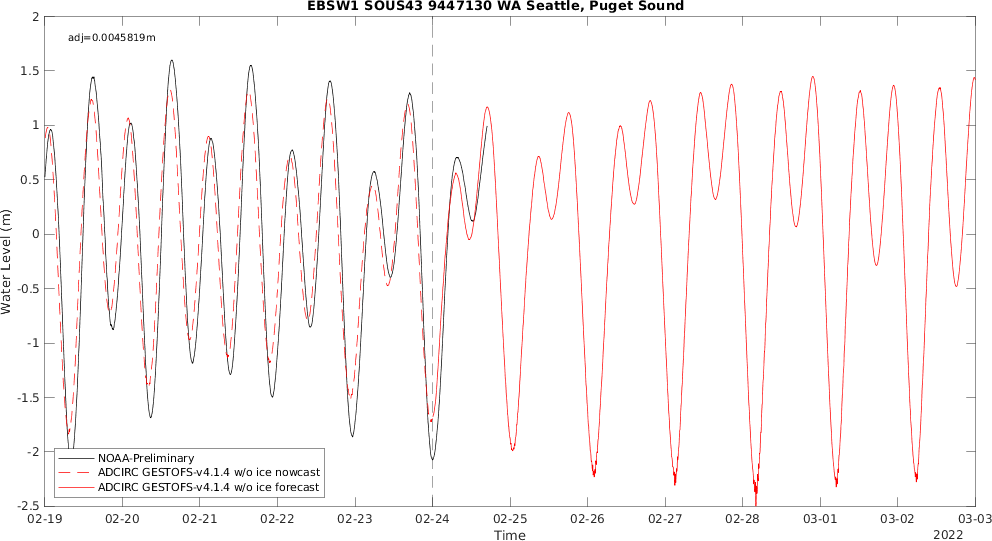 EBSW1 SOUS43 9447130 WA Seattle, Puget Sound
adj=0.0045819m
Water Level (m)
2
1.5
1
0.5
0
-0.5
-1
-1.5
-2
-2.5
NOAA-Preliminary
ADCIRC GESTOFS-v4.1.4 w/o ice nowcast
ADCIRC GESTOFS-v4.1.4 w/o ice forecast
02-19 02-20 02-21 02-22 02-23 02-24 02-25 02-26 02-27 02-28 03-01 03-02 03-03
Time
2022